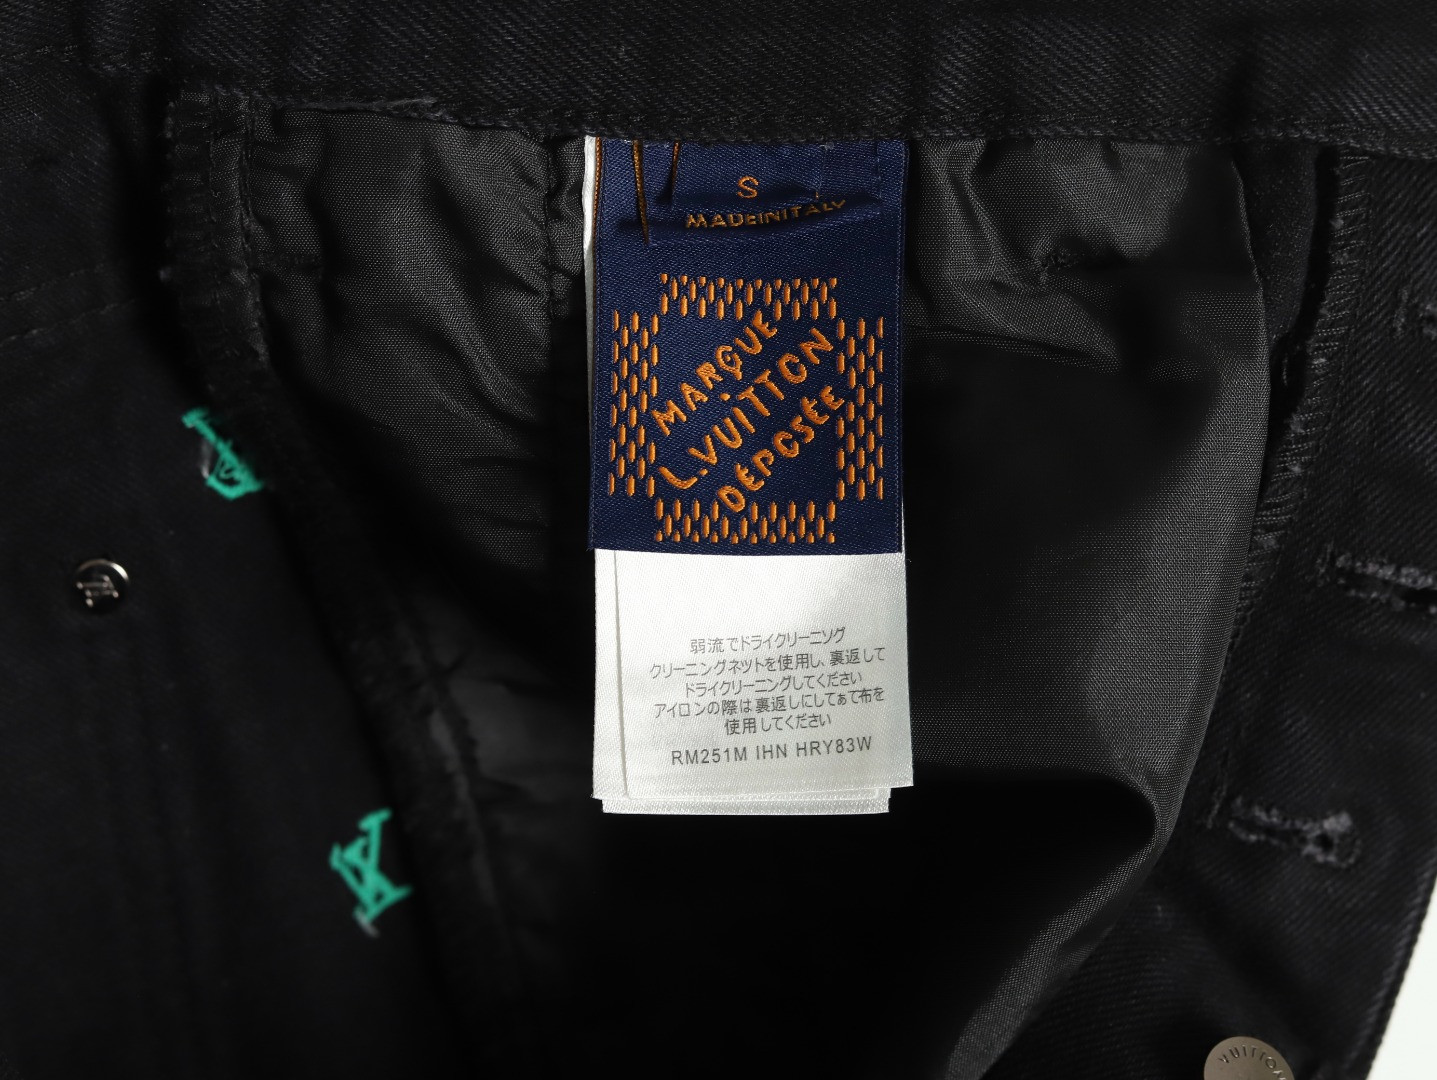 S
MADEINITALY
MARQUE
L.VUITTON
DÉPOSÉE
弱流でドライクリーニング
クリーニングネットを使用し、裏返して
ドライクリーニングしてください
アイロンの際は裏返しにしてあて布を
使用してください
RM251M IHN HRY83W
LV
VUITTON